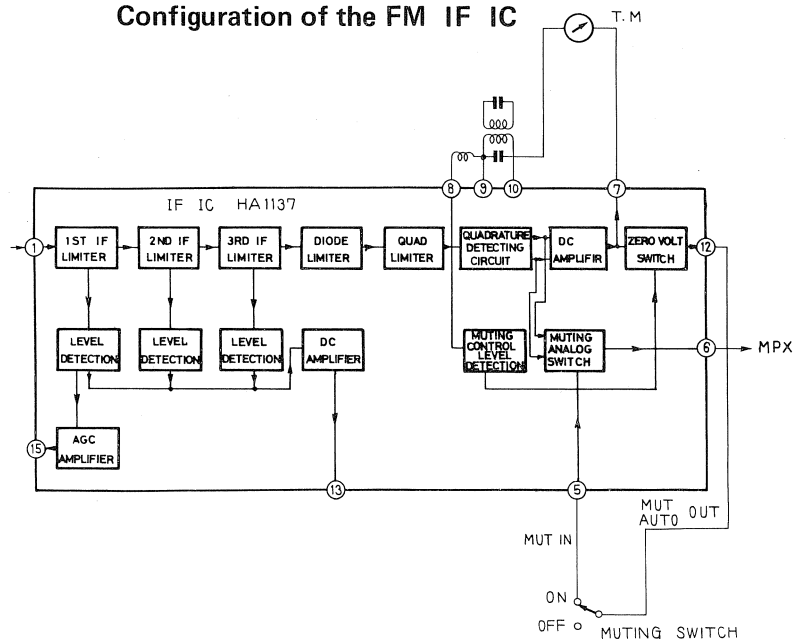 Configuration of the FM IF IC
T.M
IF IC HA1137
8
9
10
7
1
1ST IF
LIMITER
2ND IF
LIMITER
3RD IF
LIMITER
DIODE
LIMITER
QUAD
LIMITER
QUADRATURE
DETECTING
CIRCUIT
DC
AMPLIFIR
ZERO VOLT
SWITCH
12
LEVEL
DETECTION
LEVEL
DETECTION
LEVEL
DETECTION
DC
AMPLIFIER
MUTING
CONTROL
LEVEL
DETECTION
MUTING
ANALOG
SWITCH
6
MPX
15
AGC
AMPLIFIER
13
5
MUT IN
MUT
AUTO OUT
ON
OFF
MUTING SWITCH